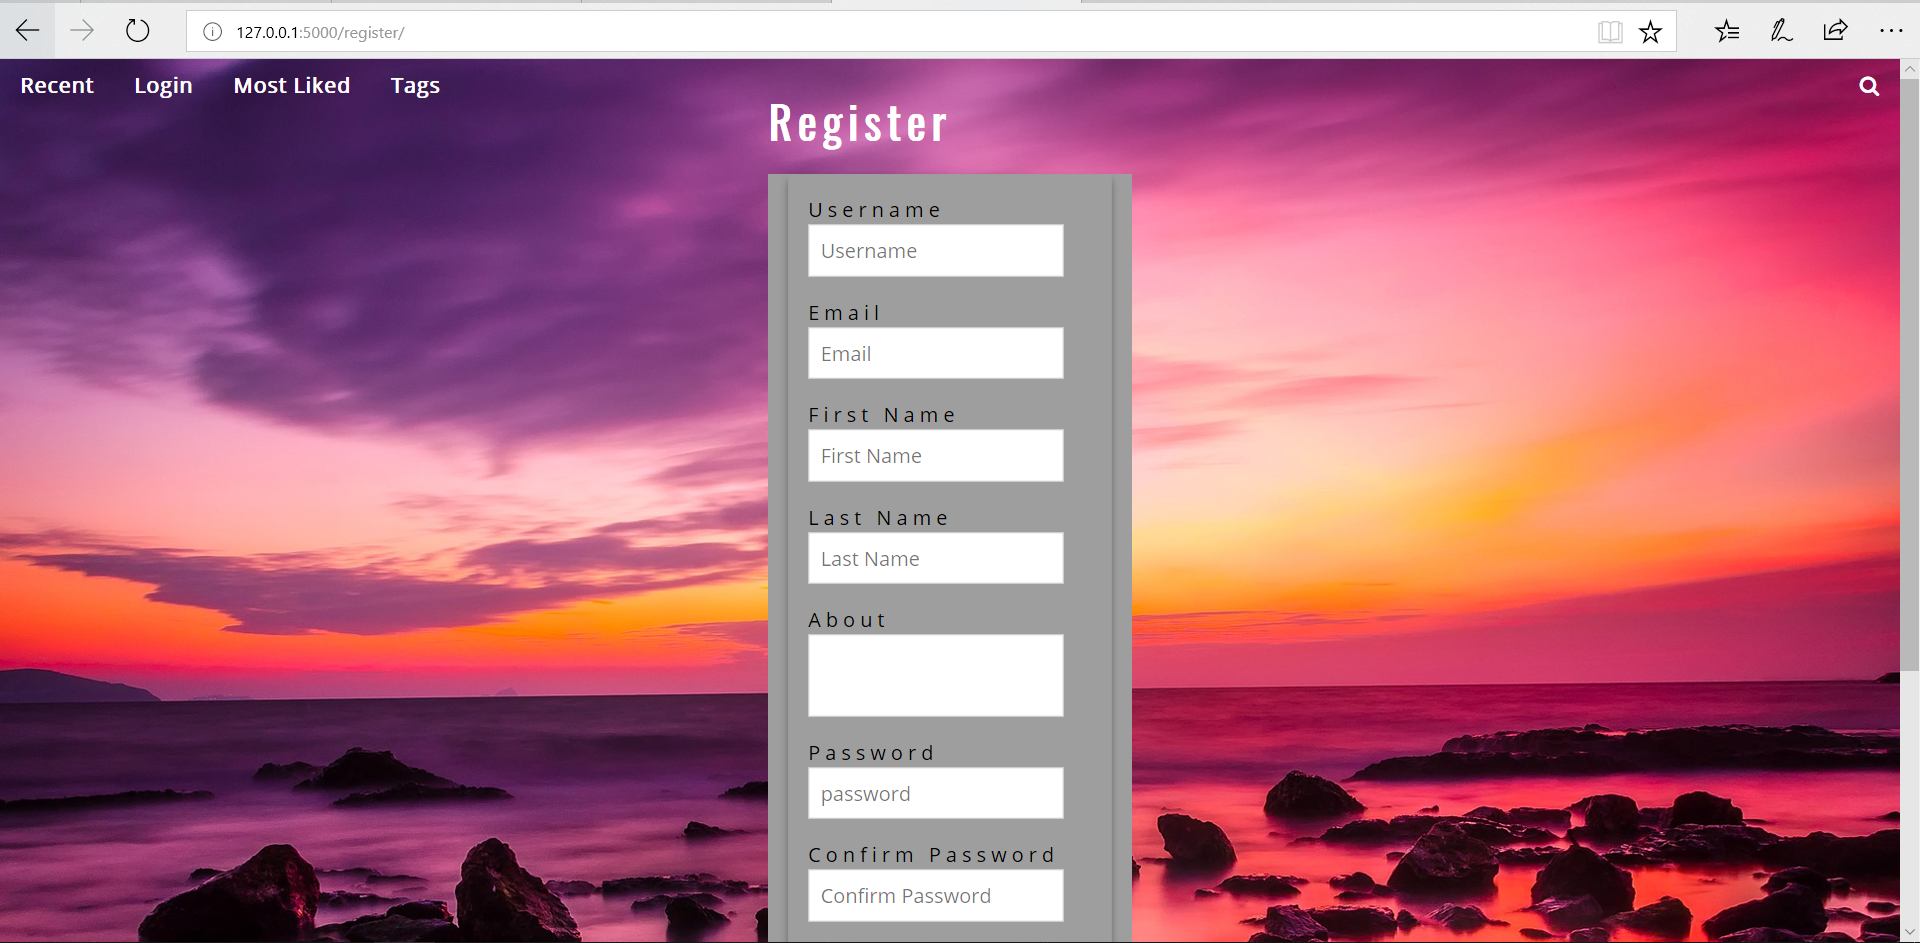 127.0.0.1:5000/register/
Recent Login Most Liked Tags
Register
Username
Username
Email
Email
First Name
First Name
Last Name
Last Name
About
Password
password
Confirm Password
Confirm Password